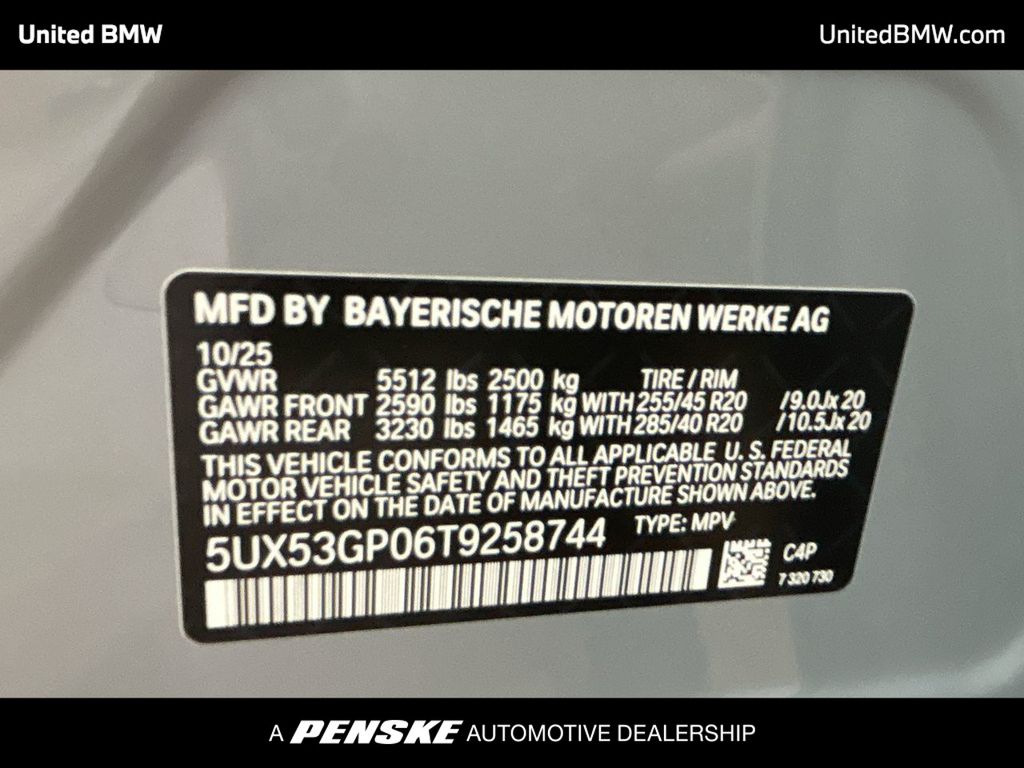 United BMW UnitedBMW.com
MFD BY BAYERISCHE MOTOREN WERKE AG
10/25
GVWR 5512 lbs 2500 kg TIRE / RIM
GAWR FRONT 2590 lbs 1175 kg WITH 255/45 R20 /9.0Jx20
GAWR REAR 3230 lbs 1465 kg WITH 285/40 R20 /10.5Jx20
THIS VEHICLE CONFORMS TO ALL APPLICABLE U. S. FEDERAL
MOTOR VEHICLE SAFETY AND THEFT PREVENTION STANDARDS
IN EFFECT ON THE DATE OF MANUFACTURE SHOWN ABOVE.
5UX53GP06T9258744 TYPE: MPV
C4P
7 320 730
A PENSKE AUTOMOTIVE DEALERSHIP